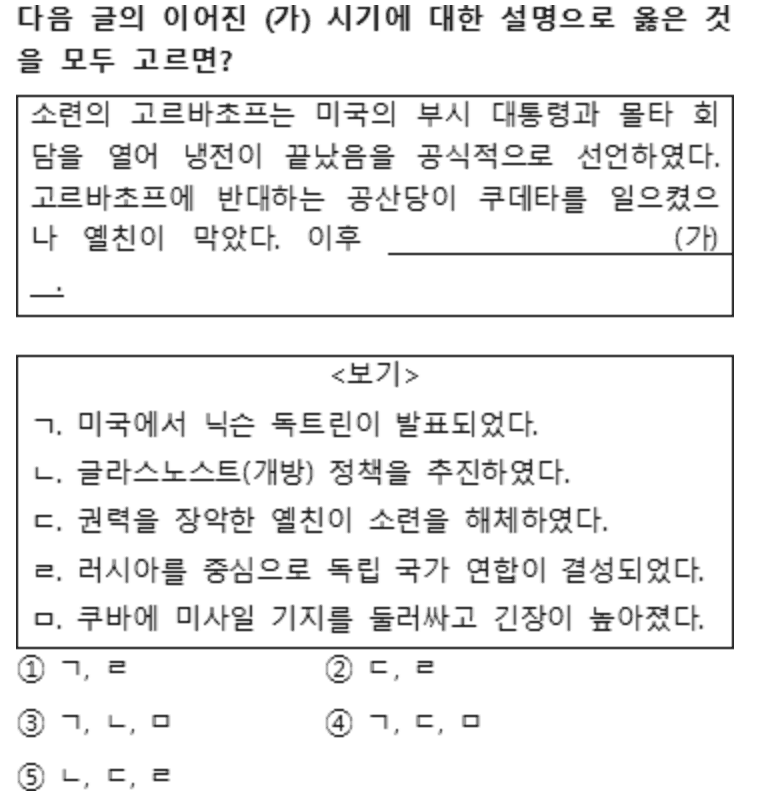 다음 글의 이어진 (가) 시기에 대한 설명으로 옳은 것
을 모두 고르면?
소련의 고르바초프는 미국의 부시 대통령과 몰타 회
담을 열어 냉전이 끝났음을 공식적으로 선언하였다.
고르바초프에 반대하는 공산당이 쿠데타를 일으켰으
나 옐친이 막았다. 이후 ____________________(가)
__.
<보기>
ㄱ. 미국에서 닉슨 독트린이 발표되었다.
ㄴ. 글라스노스트(개방) 정책을 추진하였다.
ㄷ. 권력을 장악한 옐친이 소련을 해체하였다.
ㄹ. 러시아를 중심으로 독립 국가 연합이 결성되었다.
ㅁ. 쿠바에 미사일 기지를 둘러싸고 긴장이 높아졌다.
① ㄱ, ㄹ ② ㄷ, ㄹ
③ ㄱ, ㄴ, ㅁ ④ ㄱ, ㄷ, ㅁ
⑤ ㄴ, ㄷ, ㄹ